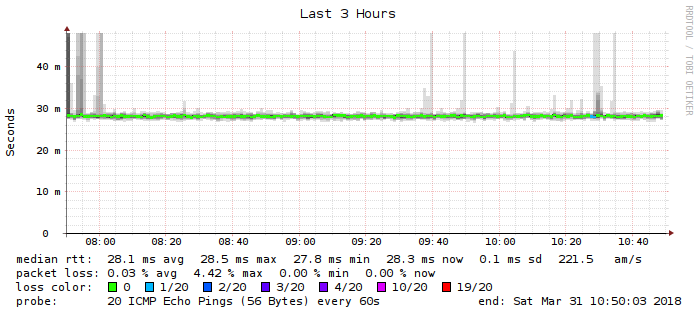 Last 3 Hours
RRDTOOL / TOBI OETIKER
Seconds
40 m
30 m
20 m
10 m
0
08:00 08:20 08:40 09:00 09:20 09:40 10:00 10:20 10:40
median rtt: 28.1 ms avg 28.5 ms max 27.8 ms min 28.3 ms now 0.1 ms sd 221.5 am/s
packet loss: 0.03 % avg 4.42 % max 0.00 % min 0.00 % now
loss color: 0 1/20 2/20 3/20 4/20 10/20 19/20
probe: 20 ICMP Echo Pings (56 Bytes) every 60s end: Sat Mar 31 10:50:03 2018